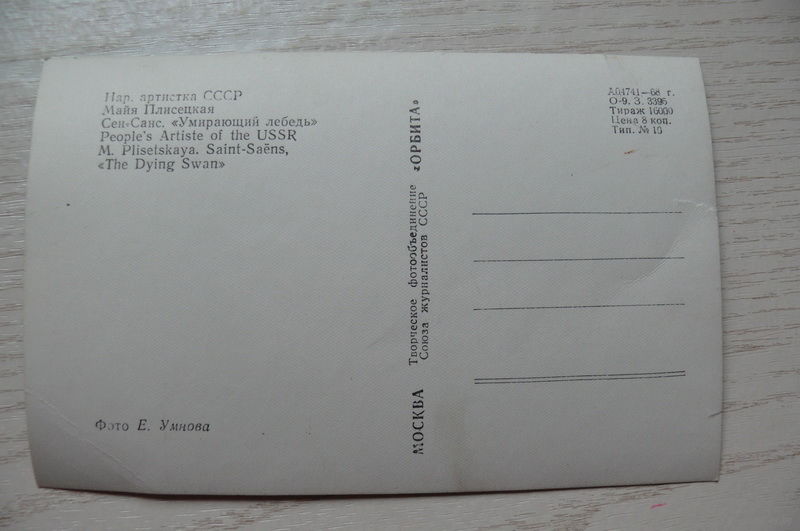 Нар. артистка СССР
Майя Плисецкая
Сен-Санс. «Умирающий лебедь»
People's Artiste of the USSR
M. Plisetskaya. Saint-Saëns,
«The Dying Swan»
Фото Е. Умнова
МОСКВА Творческое фотообъединение «ОРБИТА»
Союза журналистов СССР
А04741—68 г.
О-9. З. 3395
Тираж 16000
Цена 8 коп.
Тип. № 10